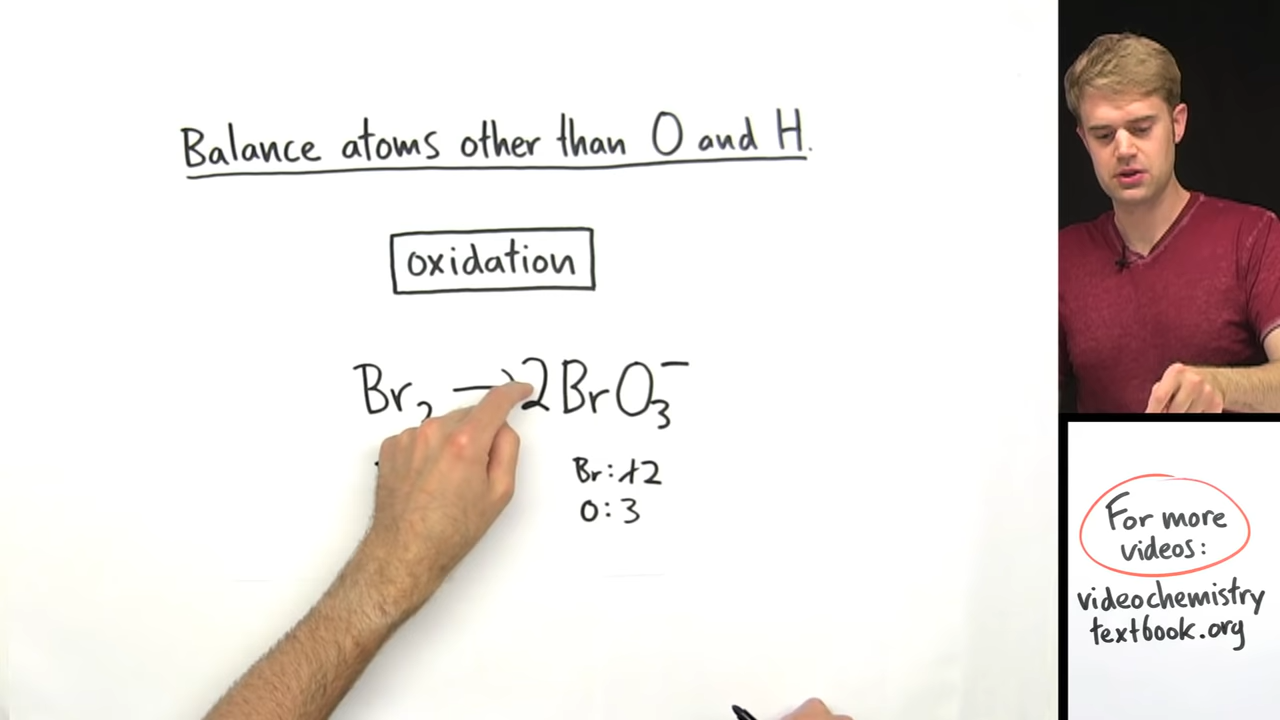 Balance atoms other than O and H.
oxidation
Br₂ → 2BrO₃⁻
Br: 1 2
O: 3
For more
videos:
videochemistry
textbook.org